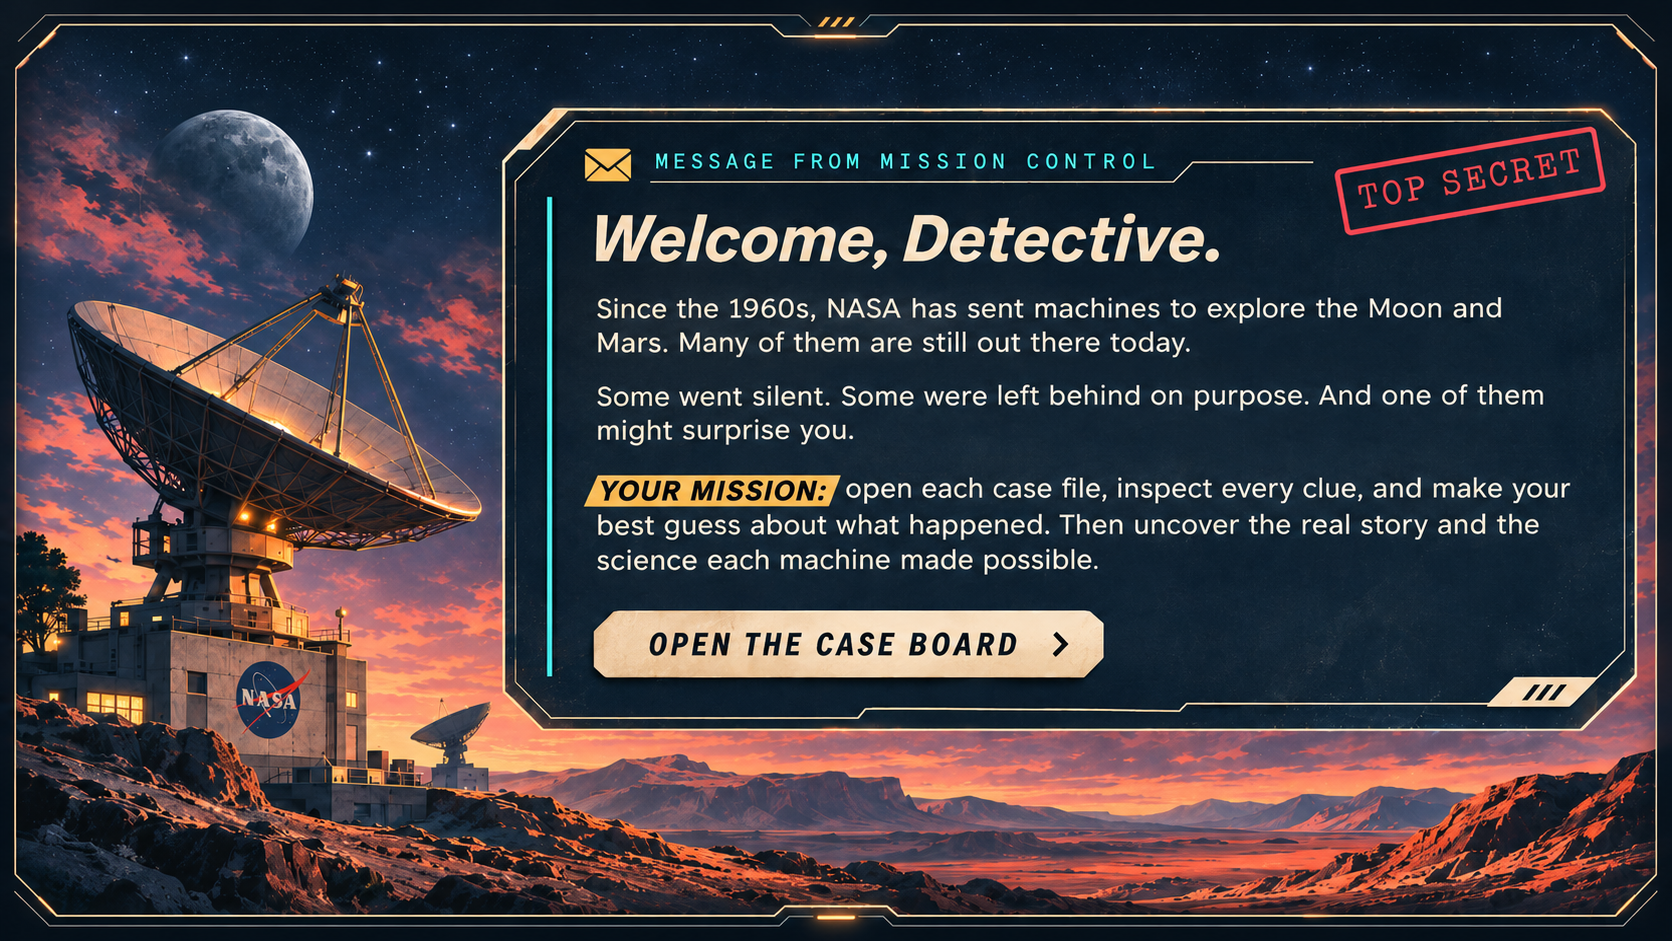 MESSAGE FROM MISSION CONTROL
TOP SECRET
Welcome, Detective.
Since the 1960s, NASA has sent machines to explore the Moon and
Mars. Many of them are still out there today.
Some went silent. Some were left behind on purpose. And one of them
might surprise you.
YOUR MISSION: open each case file, inspect every clue, and make your
best guess about what happened. Then uncover the real story and the
science each machine made possible.
OPEN THE CASE BOARD
NASA